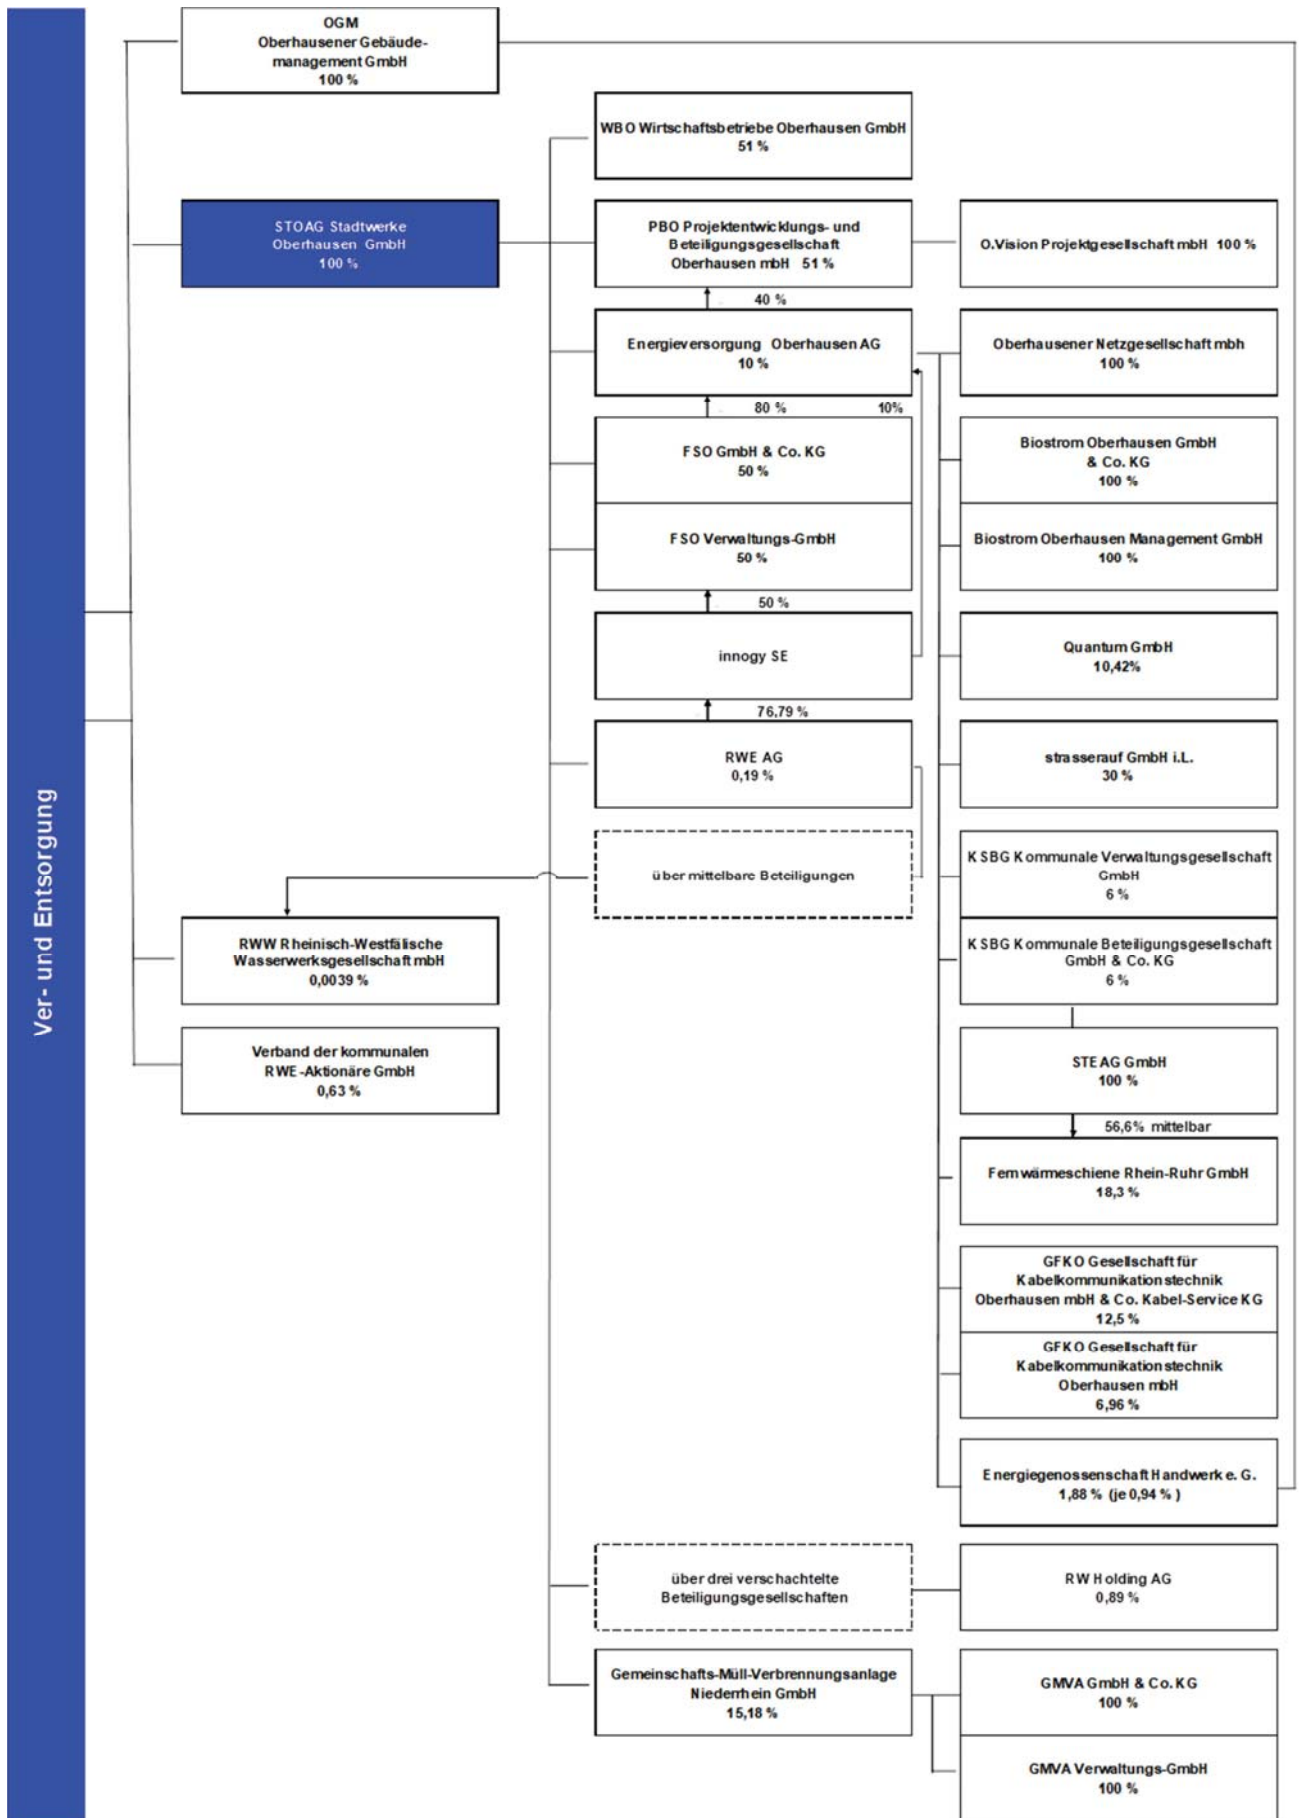 Ver- und Entsorgung
OGM
Oberhausener Gebäude-
management GmbH
100 %
WBO Wirtschaftsbetriebe Oberhausen GmbH
51 %
STOAG Stadtwerke
Oberhausen GmbH
100 %
PBO Projektentwicklungs- und
Beteiligungsgesellschaft
Oberhausen mbH 51 %
O.Vision Projektgesellschaft mbH 100 %
40 %
Energieversorgung Oberhausen AG
10 %
Oberhausener Netzgesellschaft mbh
100 %
80 %
10%
FSO GmbH & Co. KG
50 %
Biostrom Oberhausen GmbH
& Co. KG
100 %
FSO Verwaltungs-GmbH
50 %
Biostrom Oberhausen Management GmbH
100 %
50 %
innogy SE
Quantum GmbH
10,42%
76,79 %
RWE AG
0,19 %
strasserauf GmbH i.L.
30 %
über mittelbare Beteiligungen
KSBG Kommunale Verwaltungsgesellschaft
GmbH
6 %
RWW Rheinisch-Westfälische
Wasserwerksgesellschaft mbH
0,0039 %
KSBG Kommunale Beteiligungsgesellschaft
GmbH & Co. KG
6 %
Verband der kommunalen
RWE-Aktionäre GmbH
0,63 %
STEAG GmbH
100 %
56,6% mittelbar
Fernwärmeschiene Rhein-Ruhr GmbH
18,3 %
GFKO Gesellschaft für
Kabelkommunikationstechnik
Oberhausen mbH & Co. Kabel-Service KG
12,5 %
GFKO Gesellschaft für
Kabelkommunikationstechnik
Oberhausen mbH
6,96 %
Energiegenossenschaft Handwerk e. G.
1,88 % (je 0,94 % )
über drei verschachtelte
Beteiligungsgesellschaften
RW Holding AG
0,89 %
Gemeinschafts-Müll-Verbrennungsanlage
Niederrhein GmbH
15,18 %
GMVA GmbH & Co. KG
100 %
GMVA Verwaltungs-GmbH
100 %